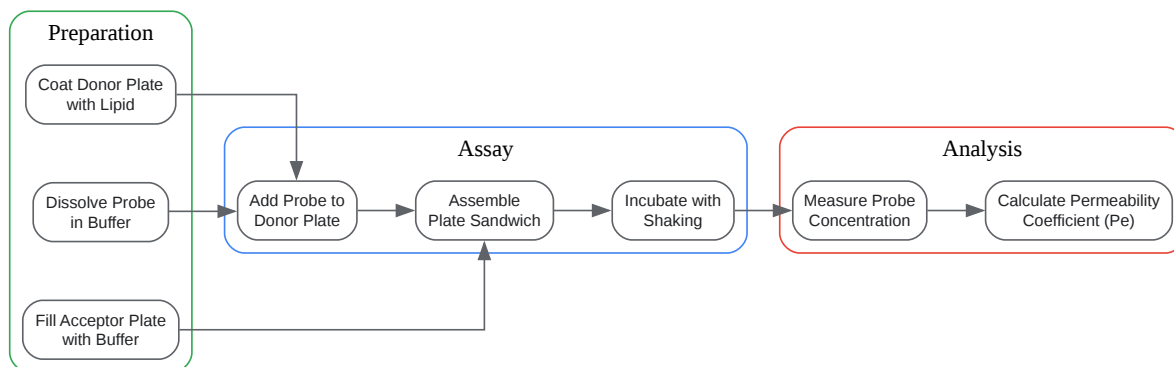 Preparation
Coat Donor Plate
with Lipid
Dissolve Probe
in Buffer
Fill Acceptor Plate
with Buffer
Assay
Add Probe to
Donor Plate
Assemble
Plate Sandwich
Incubate with
Shaking
Analysis
Measure Probe
Concentration
Calculate Permeability
Coefficient (Pe)